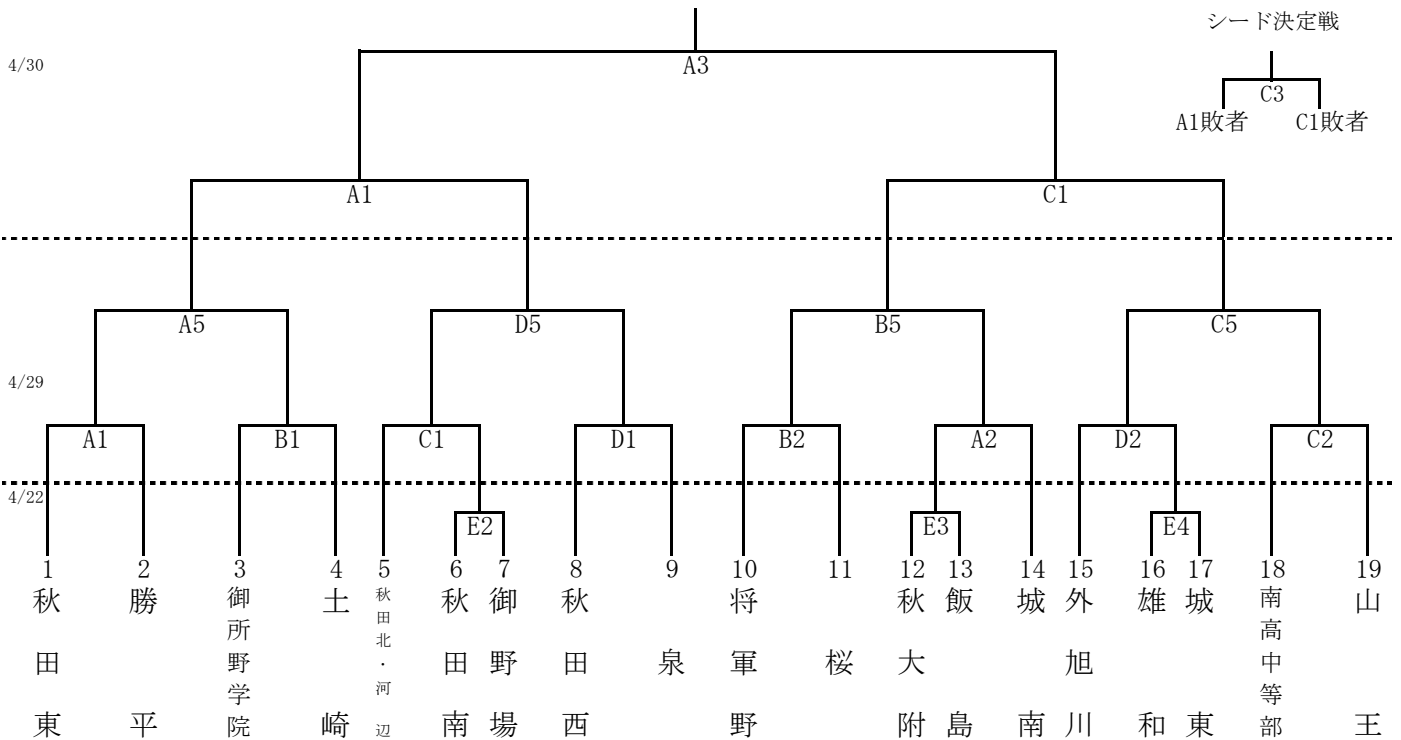 シード決定戦
4/30
A3
C3
A1敗者
C1敗者
A1
C1
A5
D5
B5
C5
4/29
A1
B1
C1
D1
B2
A2
D2
C2
4/22
E2
E3
E4
1
2
3
4
5
6
7
8
9
10
11
12
13
14
15
16
17
18
19
秋田東
勝平
御所野学院
土崎
秋田北・河辺
秋田南
御野場
秋田西
泉
将軍野
桜
秋大附
飯島
城南
外旭川
雄和
城東
南高中等部
山王